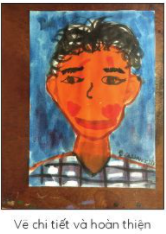 Vẽ chi tiết và hoàn thiện